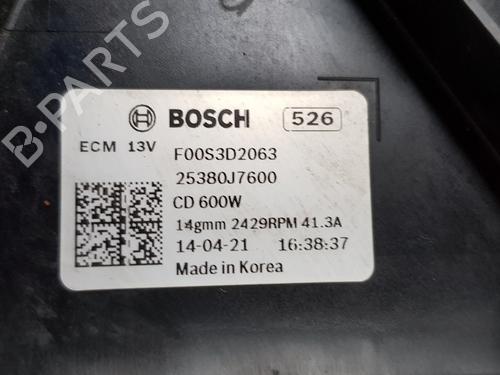 BOSCH 526
ECM 13V F00S3D2063
25380J7600
CD 600W
14gmm 2429RPM 41.3A
14-04-21 16:38:37
Made in Korea
B-PARTS